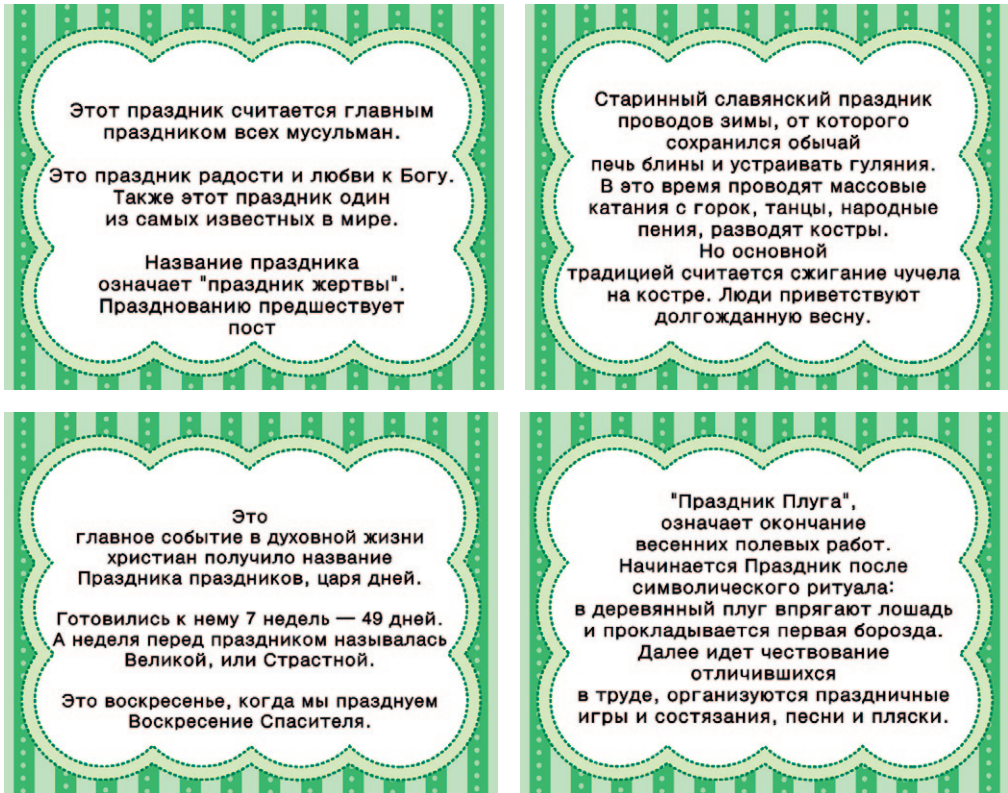 Этот праздник считается главным
праздником всех мусульман.
Это праздник радости и любви к Богу.
Также этот праздник один
из самых известных в мире.
Название праздника
означает "праздник жертвы".
Празднованию предшествует
пост
Старинный славянский праздник
проводов зимы, от которого
сохранился обычай
печь блины и устраивать гуляния.
В это время проводят массовые
катания с горок, танцы, народные
пения, разводят костры.
Но основной
традицией считается сжигание чучела
на костре. Люди приветствуют
долгожданную весну.
Это
главное событие в духовной жизни
христиан получило название
Праздника праздников, царя дней.
Готовились к нему 7 недель — 49 дней.
А неделя перед праздником называлась
Великой, или Страстной.
Это воскресенье, когда мы празднуем
Воскресение Спасителя.
"Праздник Плуга",
означает окончание
весенних полевых работ.
Начинается Праздник после
символического ритуала:
в деревянный плуг впрягают лошадь
и прокладывается первая борозда.
Далее идет чествование
отличившихся
в труде, организуются праздничные
игры и состязания, песни и пляски.